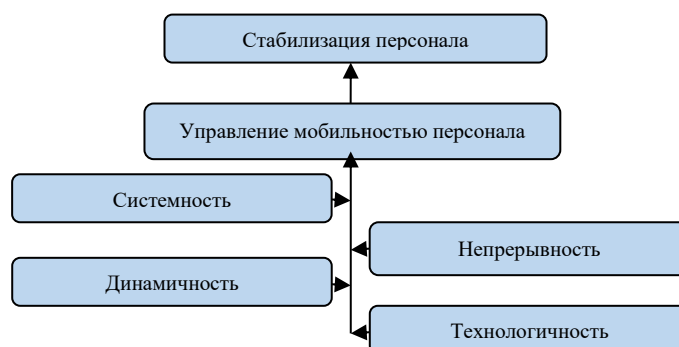 Стабилизация персонала
Управление мобильностью персонала
Системность
Непрерывность
Динамичность
Технологичность